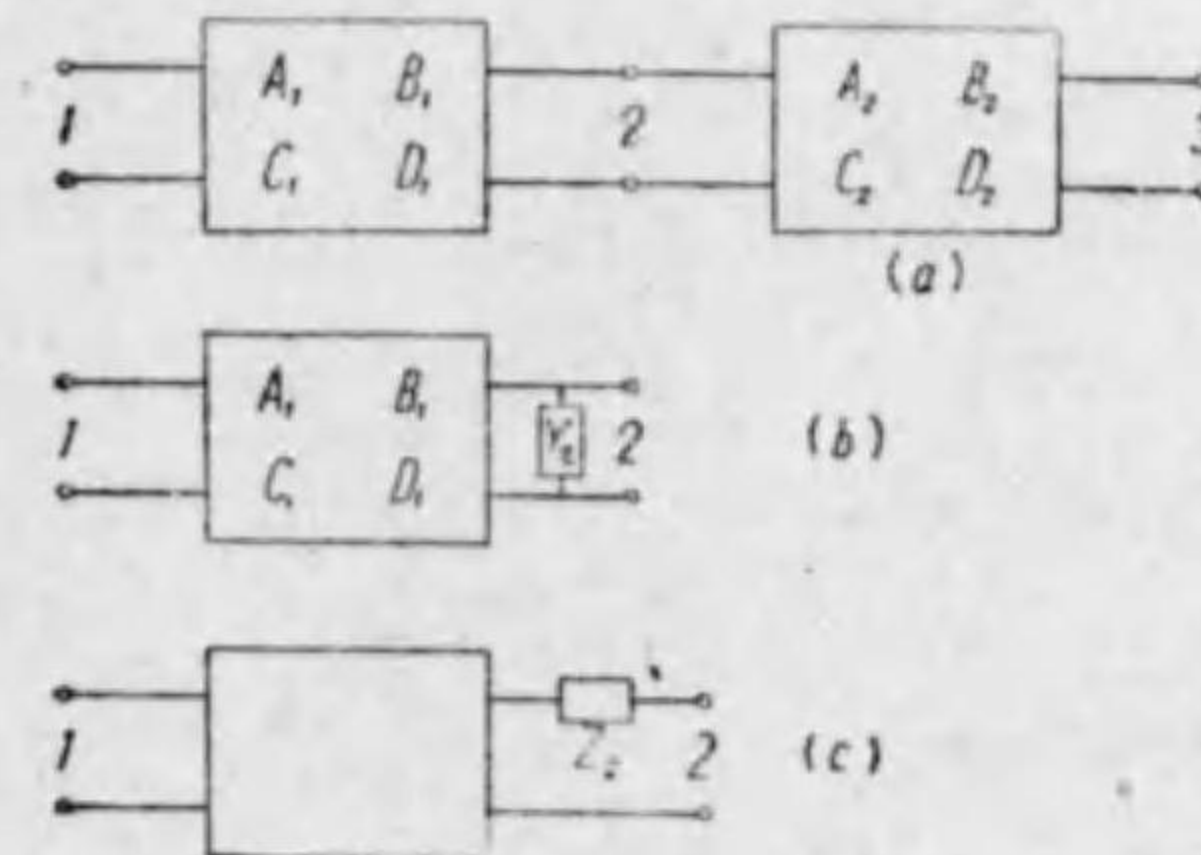 A₁ B₁ A₂ B₂
1 2 3
C₁ D₁ C₂ D₂
(a)
A₁ B₁
1 Y₂ 2 (b)
C₁ D₁
1 Z₂ 2 (c)